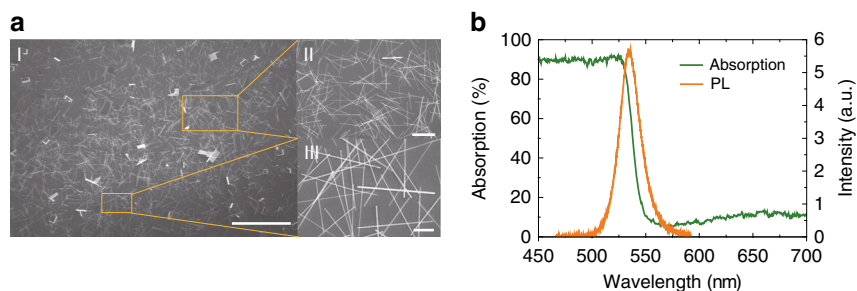 a
I
II
III
b
100
80
60
40
20
0
Absorption (%)
Absorption
PL
6
5
4
3
2
1
0
Intensity (a.u.)
450 500 550 600 650 700
Wavelength (nm)